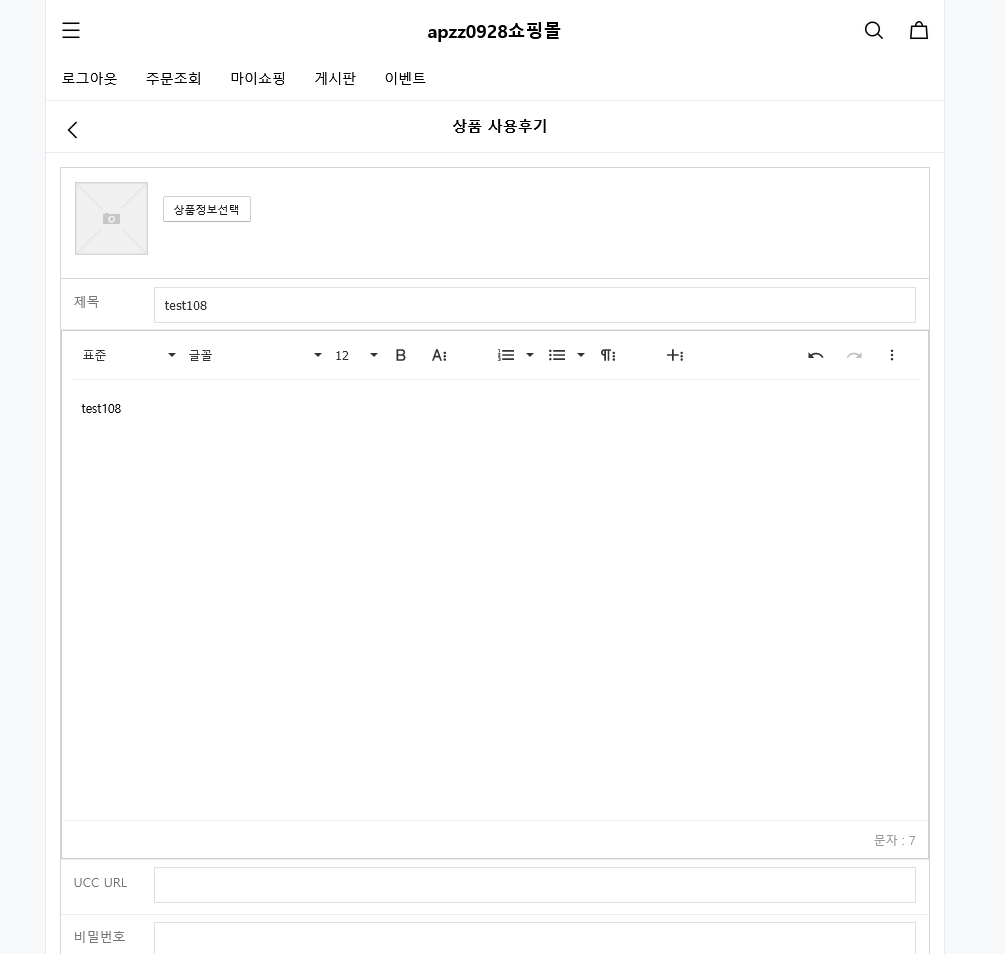 apzz0928쇼핑몰
로그아웃 주문조회 마이쇼핑 게시판 이벤트
상품 사용후기
상품정보선택
제목 test108
표준 글꼴 12 B A
test108
문자 : 7
UCC URL
비밀번호